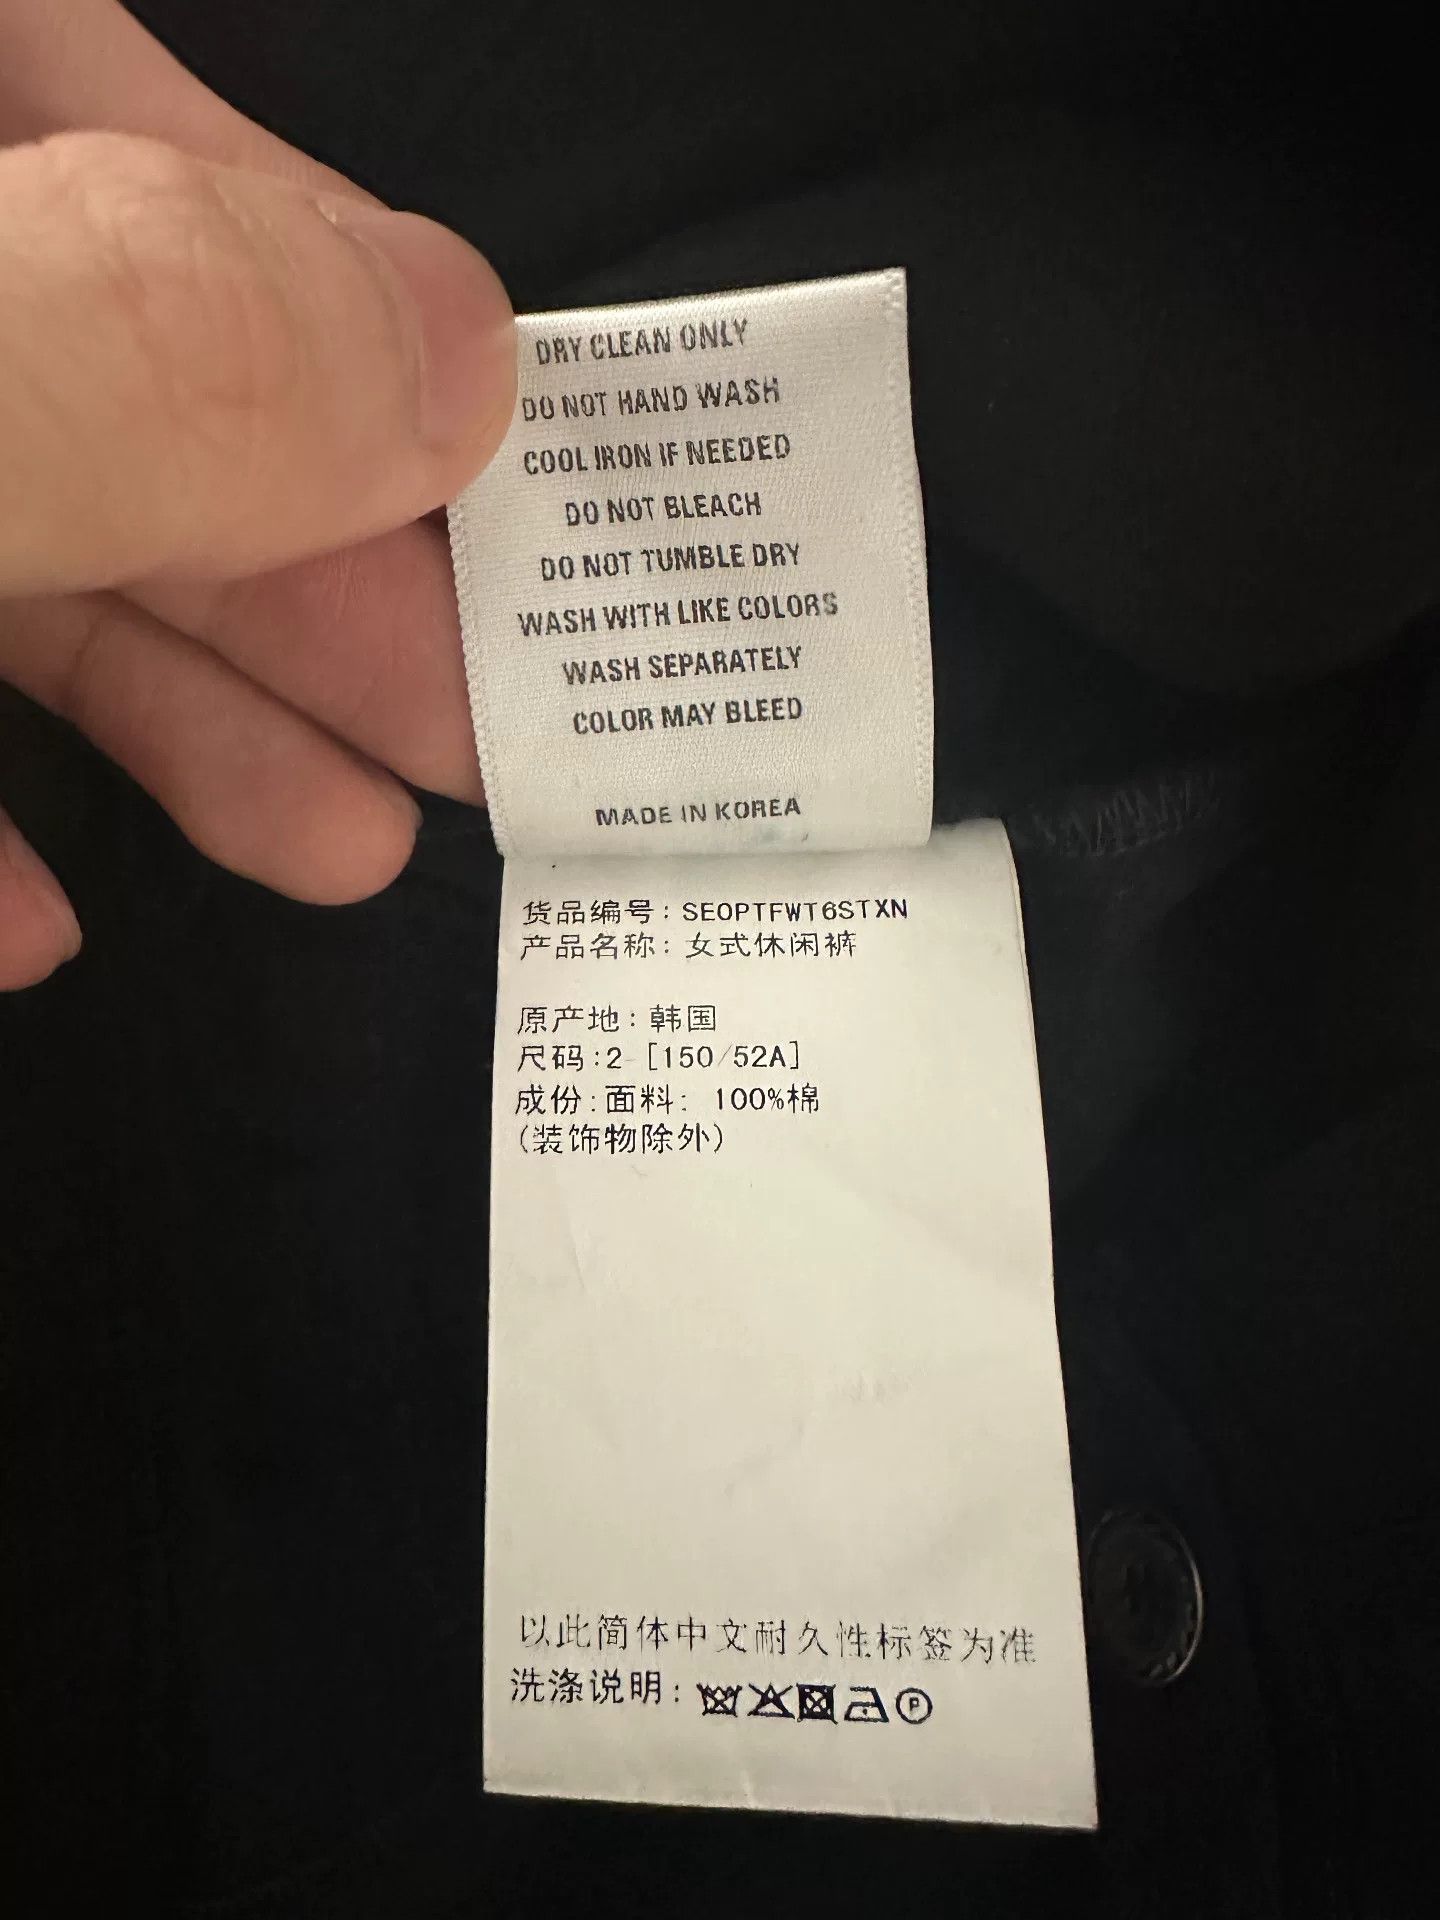 DRY CLEAN ONLY
DO NOT HAND WASH
COOL IRON IF NEEDED
DO NOT BLEACH
DO NOT TUMBLE DRY
WASH WITH LIKE COLORS
WASH SEPARATELY
COLOR MAY BLEED
MADE IN KOREA
货品编号: SEOPTFWT6STXN
产品名称: 女式休闲裤
原产地: 韩国
尺码:2 [150/52A]
成份:面料: 100%棉
(装饰物除外)
以此简体中文耐久性标签为准
洗涤说明: P